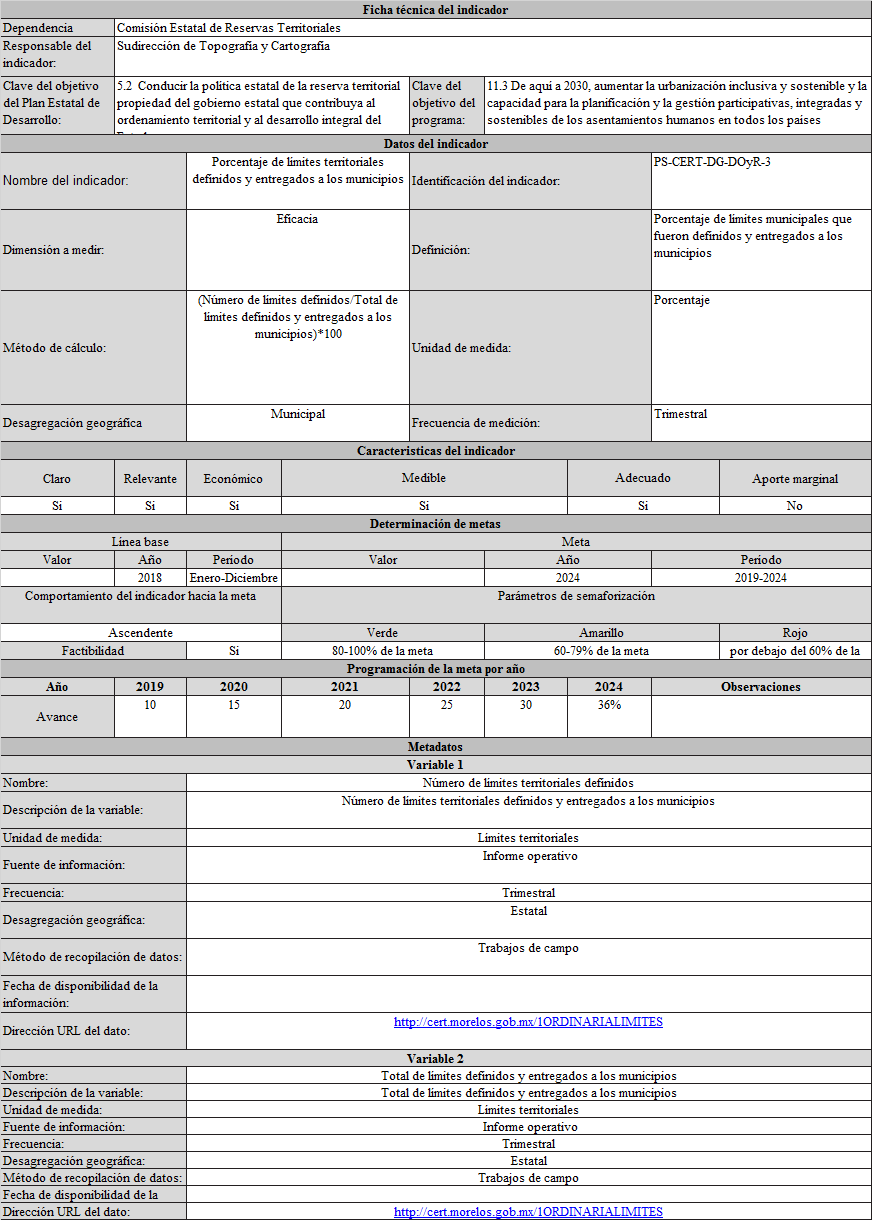 Ficha técnica del indicador
Dependencia Comisión Estatal de Reservas Territoriales
Responsable del indicador: Sudirección de Topografía y Cartografía
Clave del objetivo del Plan Estatal de Desarrollo:
5.2 Conducir la política estatal de la reserva territorial
propiedad del gobierno estatal que contribuya al
ordenamiento territorial y al desarrollo integral del
Clave del objetivo del programa:
11.3 De aquí a 2030, aumentar la urbanización inclusiva y sostenible y la
capacidad para la planificación y la gestión participativas, integradas y
sostenibles de los asentamientos humanos en todos los países
Datos del indicador
Nombre del indicador:
Porcentaje de limites territoriales
definidos y entregados a los municipios
Identificación del indicador:
PS-CERT-DG-DOyR-3
Dimensión a medir:
Eficacia
Definición:
Porcentaje de límites municipales que
fueron definidos y entregados a los
municipios
Método de cálculo:
(Número de limites definidos/Total de
limites definidos y entregados a los
municipios)*100
Unidad de medida:
Porcentaje
Desagregación geográfica
Municipal
Frecuencia de medición:
Trimestral
Caracteristicas del indicador
Claro Relevante Económico Medible Adecuado Aporte marginal
Si Si Si Si Si No
Determinación de metas
Linea base Meta
Valor Año Periodo Valor Año Periodo
2018 Enero-Diciembre 2024 2019-2024
Comportamiento del indicador hacia la meta Parámetros de semaforización
Ascendente Verde Amarillo Rojo
Factibilidad Si 80-100% de la meta 60-79% de la meta por debajo del 60% de la
Programación de la meta por año
Año 2019 2020 2021 2022 2023 2024 Observaciones
Avance 10 15 20 25 30 36%
Metadatos
Variable 1
Nombre: Número de limites territoriales definidos
Descripción de la variable: Número de limites territoriales definidos y entregados a los municipios
Unidad de medida: Limites territoriales
Fuente de información: Informe operativo
Frecuencia: Trimestral
Desagregación geográfica: Estatal
Método de recopilación de datos: Trabajos de campo
Fecha de disponibilidad de la
información:
Dirección URL del dato: http://cert.morelos.gob.mx/1ORDINARIALIMITES
Variable 2
Nombre: Total de limites definidos y entregados a los municipios
Descripción de la variable: Total de limites definidos y entregados a los municipios
Unidad de medida: Limites territoriales
Fuente de información: Informe operativo
Frecuencia: Trimestral
Desagregación geográfica: Estatal
Método de recopilación de datos: Trabajos de campo
Fecha de disponibilidad de la
Dirección URL del dato: http://cert.morelos.gob.mx/1ORDINARIALIMITES